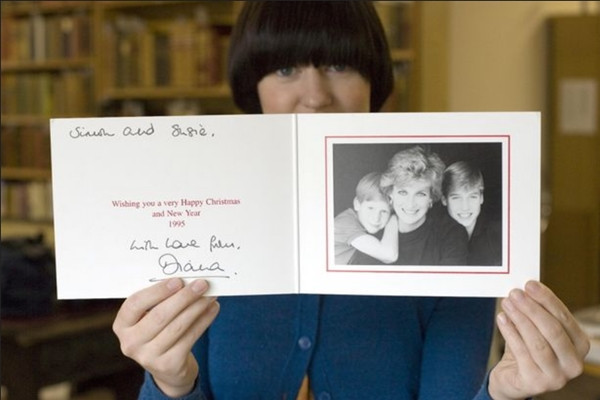 Simon and Susie.
Wishing you a very Happy Christmas
and New Year
1995
with love from,
Diana.